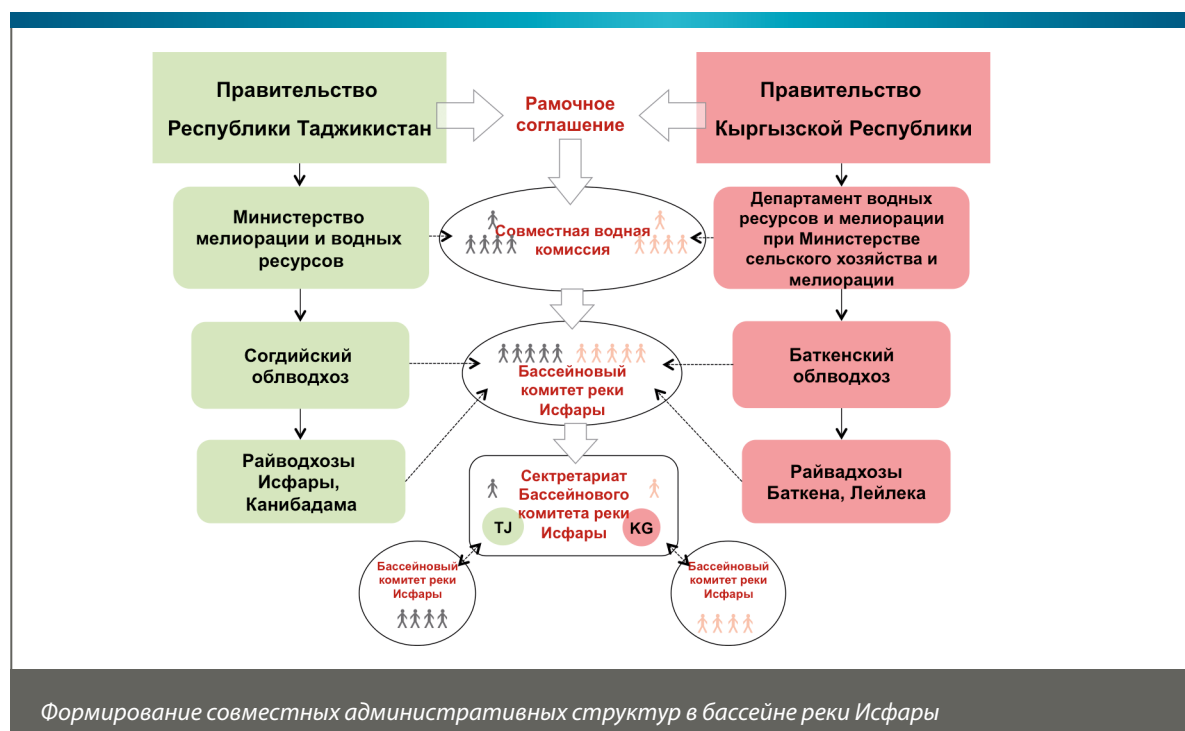 Правительство
Республики Таджикистан
Рамочное
соглашение
Правительство
Кыргызской Республики
Министерство
мелиорации и водных
ресурсов
Совместная водная
комиссия
Департамент водных
ресурсов и мелиорации
при Министерстве
сельского хозяйства и
мелиорации
Согдийский
облводхоз
Бассейновый
комитет реки
Исфары
Баткенский
облводхоз
Райводхозы
Исфары,
Канибадама
Секретариат
Бассейнового
комитета реки
Исфары
TJ
KG
Райвадхозы
Баткена, Лейлека
Бассейновый
комитет реки
Исфары
Бассейновый
комитет реки
Исфары
Формирование совместных административных структур в бассейне реки Исфары